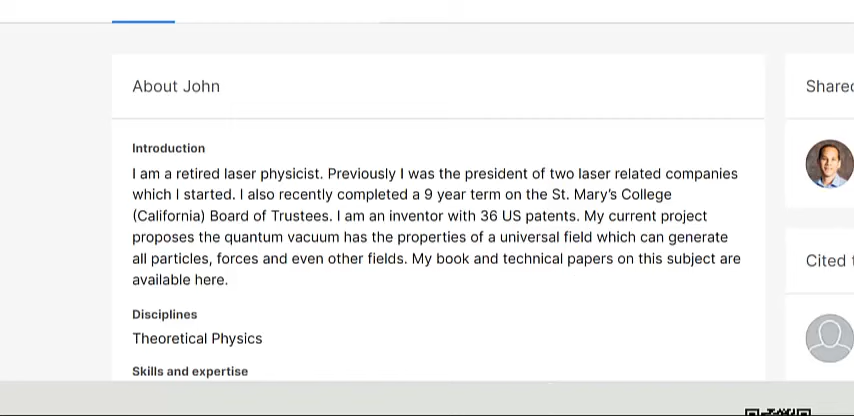 About John
Shared
Introduction
I am a retired laser physicist. Previously I was the president of two laser related companies
which I started. I also recently completed a 9 year term on the St. Mary's College
(California) Board of Trustees. I am an inventor with 36 US patents. My current project
proposes the quantum vacuum has the properties of a universal field which can generate
all particles, forces and even other fields. My book and technical papers on this subject are
available here.
Cited
Disciplines
Theoretical Physics
Skills and expertise